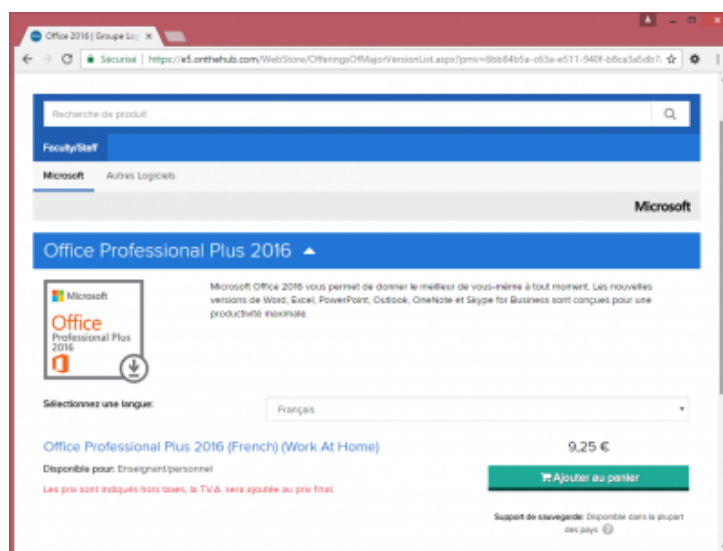 Office 2016 | Groupe Log
Sécurisé | https://e5.onthehub.com/WebStore/OfferingsOfMajorVersionList.aspx?pmv=
Recherche de produit
Faculty/Staff
Microsoft Autres Logiciels
Microsoft
Office Professional Plus 2016
Microsoft
Office
Professional Plus
2016
Microsoft Office 2016 vous permet de donner le meilleur de vous-même à tout moment. Les nouvelles
versions de Word, Excel, PowerPoint, Outlook, OneNote et Skype for Business sont conçues pour une
productivité maximale.
Sélectionnez une langue:
Français
Office Professional Plus 2016 (French) (Work At Home)
9,25 €
Disponible pour: Enseignant/personnel
Ajouter au panier
Les prix sont indiqués hors taxes, la T.V.A. sera ajoutée au prix final.
Support de sauvegarde: Disponible dans la plupart
des pays.